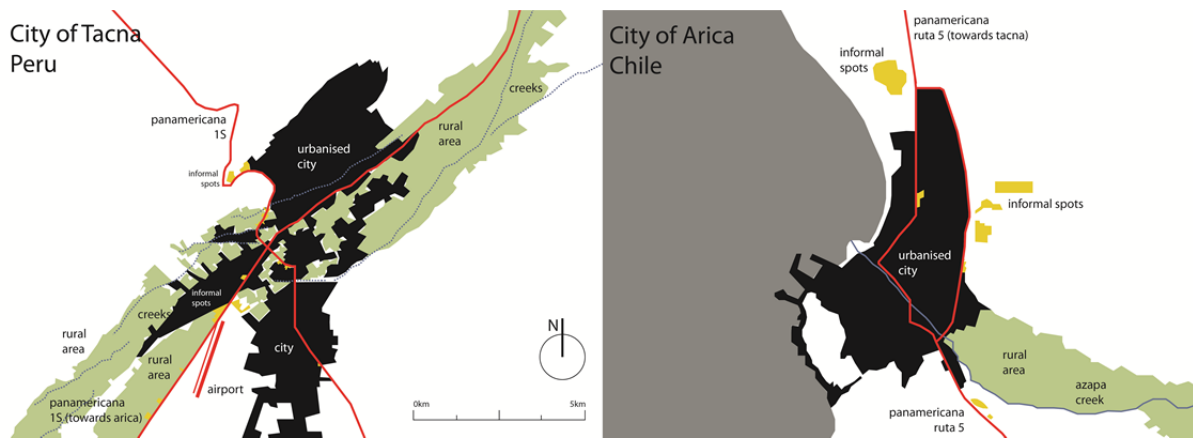 City of Tacna
Peru
panamericana
1S
informal
spots
urbanised
city
creeks
rural
area
informal
spots
creeks
rural
area
rural
area
city
airport
panamericana
1S (towards arica)
N
0km
5km
City of Arica
Chile
panamericana
ruta 5 (towards tacna)
informal
spots
informal spots
urbanised
city
rural
area
azapa
creek
panamericana
ruta 5